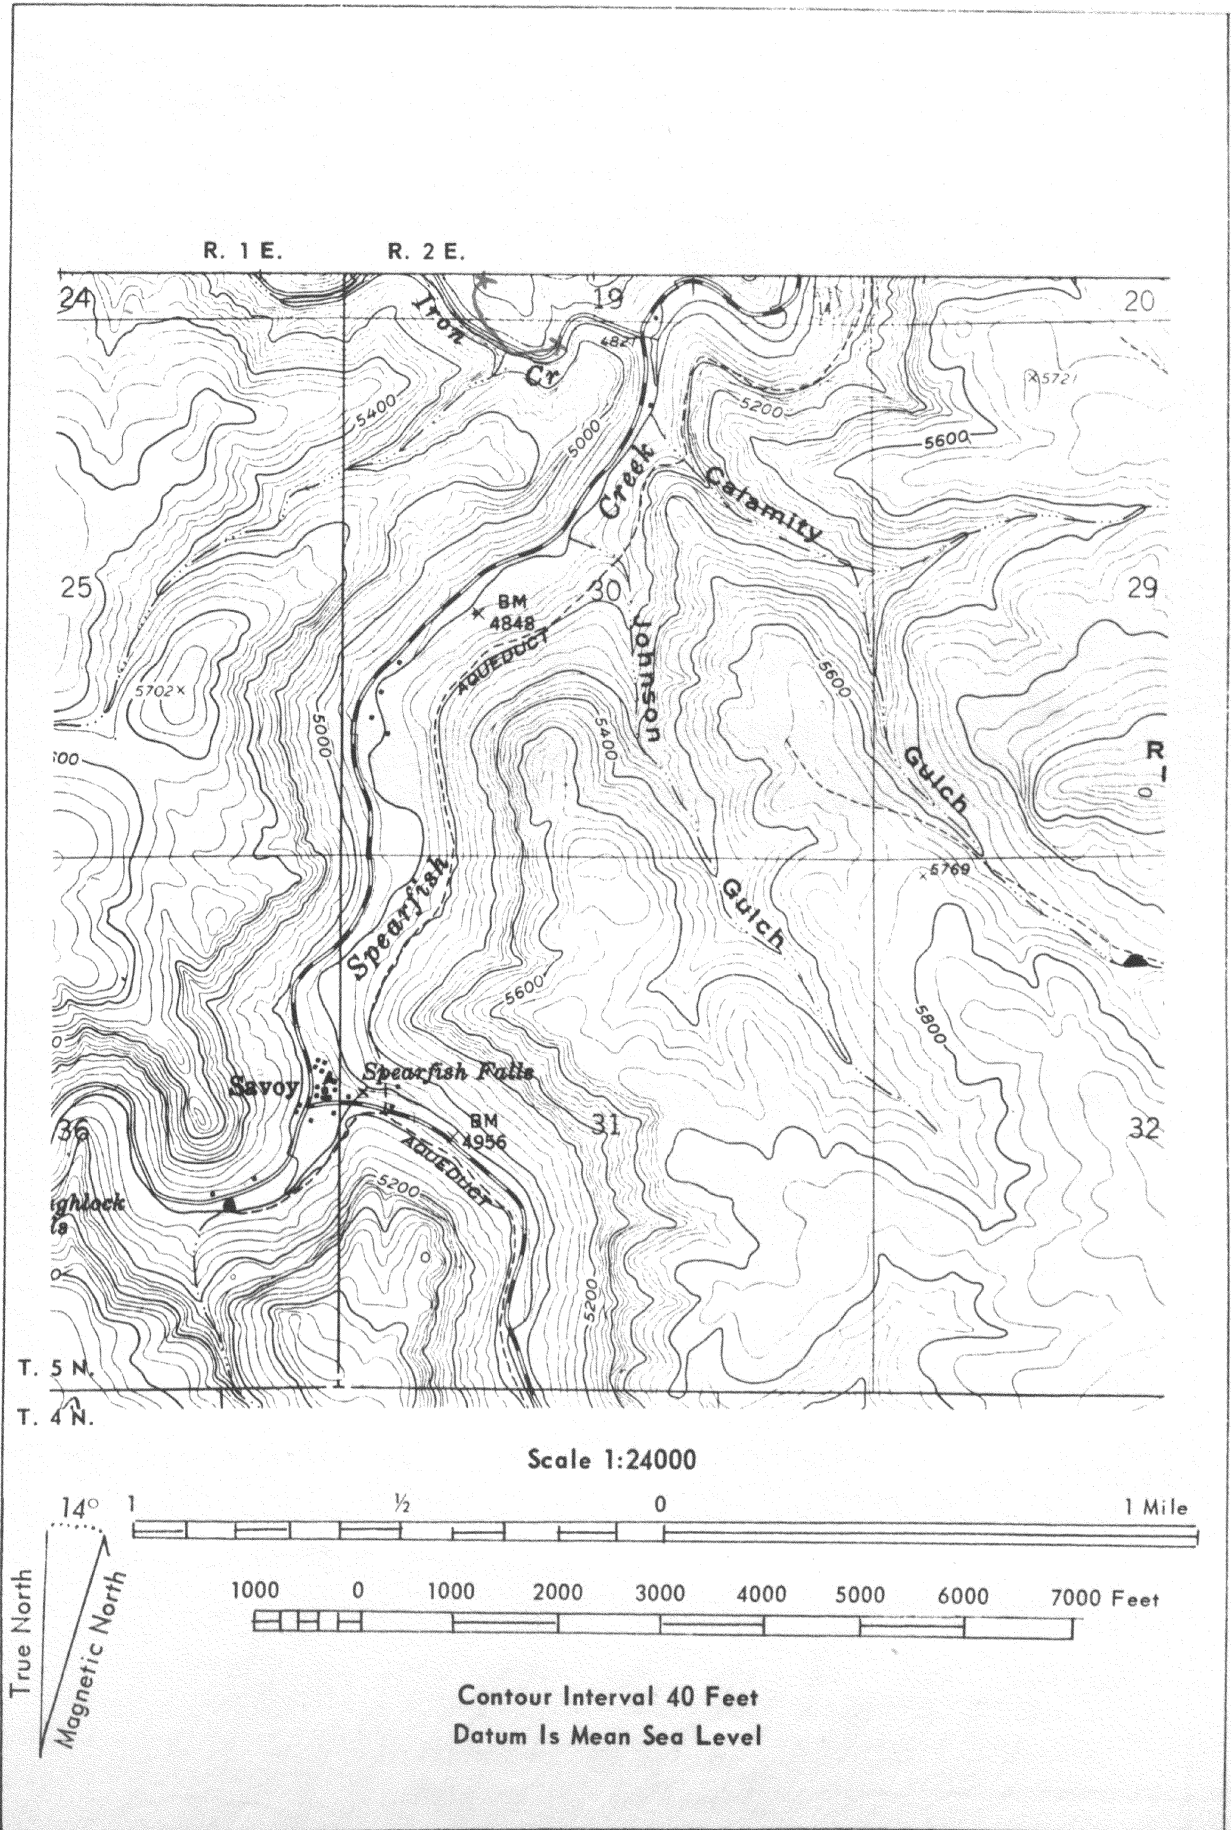 R. 1 E. R. 2 E.
24 19 20
Iron
Cr
4821
×5721
5400
5200
5000
5600
Creek
Calamity
25 30 29
BM
4848
AQUEDUCT
Johnson
5702×
5600
5000
5400
R
Gulch
×5769
Spearfish
Gulch
5600
5800
Spearfish Falls
Savoy
36 31 32
BM
4956
AQUEDUCT
5200
5200
T. 5 N.
T. 4 N.
Scale 1:24000
14° 1 ½ 0 1 Mile
1000 0 1000 2000 3000 4000 5000 6000 7000 Feet
True North
Magnetic North
Contour Interval 40 Feet
Datum Is Mean Sea Level